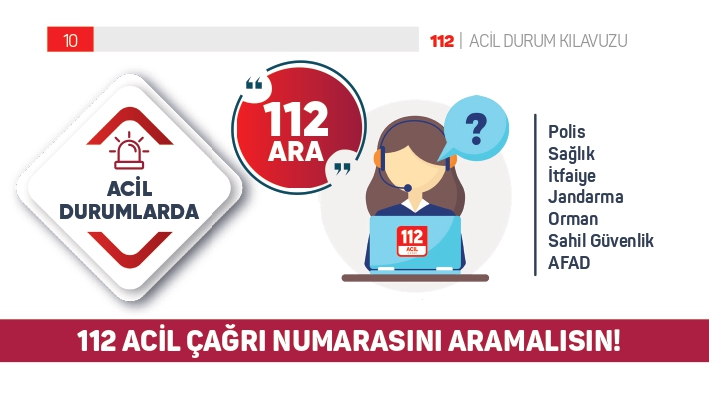 10
112 | ACİL DURUM KILAVUZU
ACİL
DURUMLARDA
❝
112
ARA
❞
?
112
ACİL
Polis
Sağlık
İtfaiye
Jandarma
Orman
Sahil Güvenlik
AFAD
112 ACİL ÇAĞRI NUMARASINI ARAMALISIN!